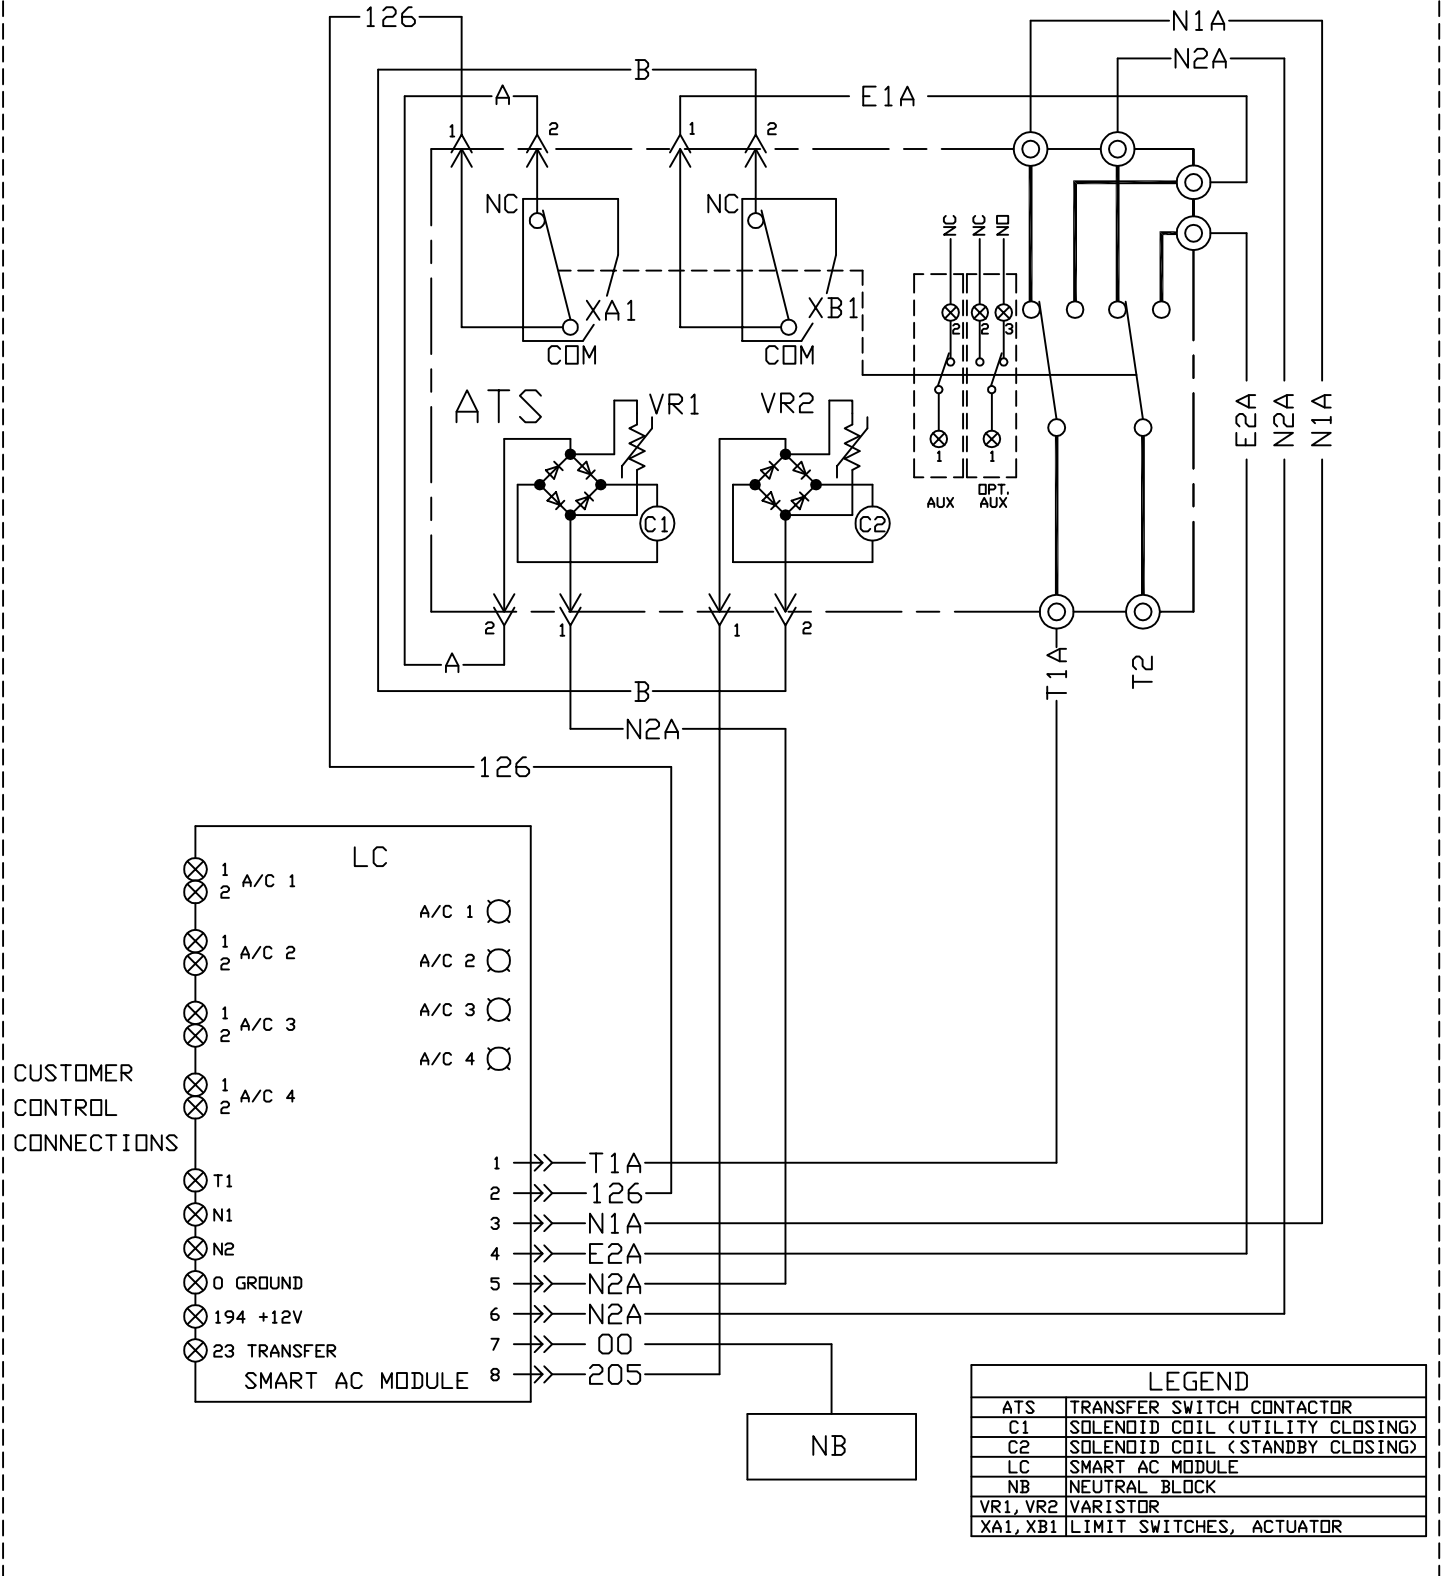 126
N1A
N2A
B
A
E1A
1
2
1
2
NC
NC
NC
NC
NO
XA1
XB1
2
2
3
COM
COM
ATS
VR1
VR2
E2A
N2A
N1A
1
1
AUX
OPT.
AUX
C1
C2
2
1
1
2
A
T1A
T2
B
N2A
126
LC
1
2
A/C 1
A/C 1
1
2
A/C 2
A/C 2
1
2
A/C 3
A/C 3
A/C 4
1
2
A/C 4
CUSTOMER
CONTROL
CONNECTIONS
1 T1A
T1
2 126
N1
3 N1A
N2
4 E2A
0 GROUND
5 N2A
194 +12V
6 N2A
23 TRANSFER
7 00
SMART AC MODULE
8 205
NB
LEGEND
ATS TRANSFER SWITCH CONTACTOR
C1 SOLENOID COIL (UTILITY CLOSING)
C2 SOLENOID COIL (STANDBY CLOSING)
LC SMART AC MODULE
NB NEUTRAL BLOCK
VR1,VR2 VARISTOR
XA1,XB1 LIMIT SWITCHES, ACTUATOR